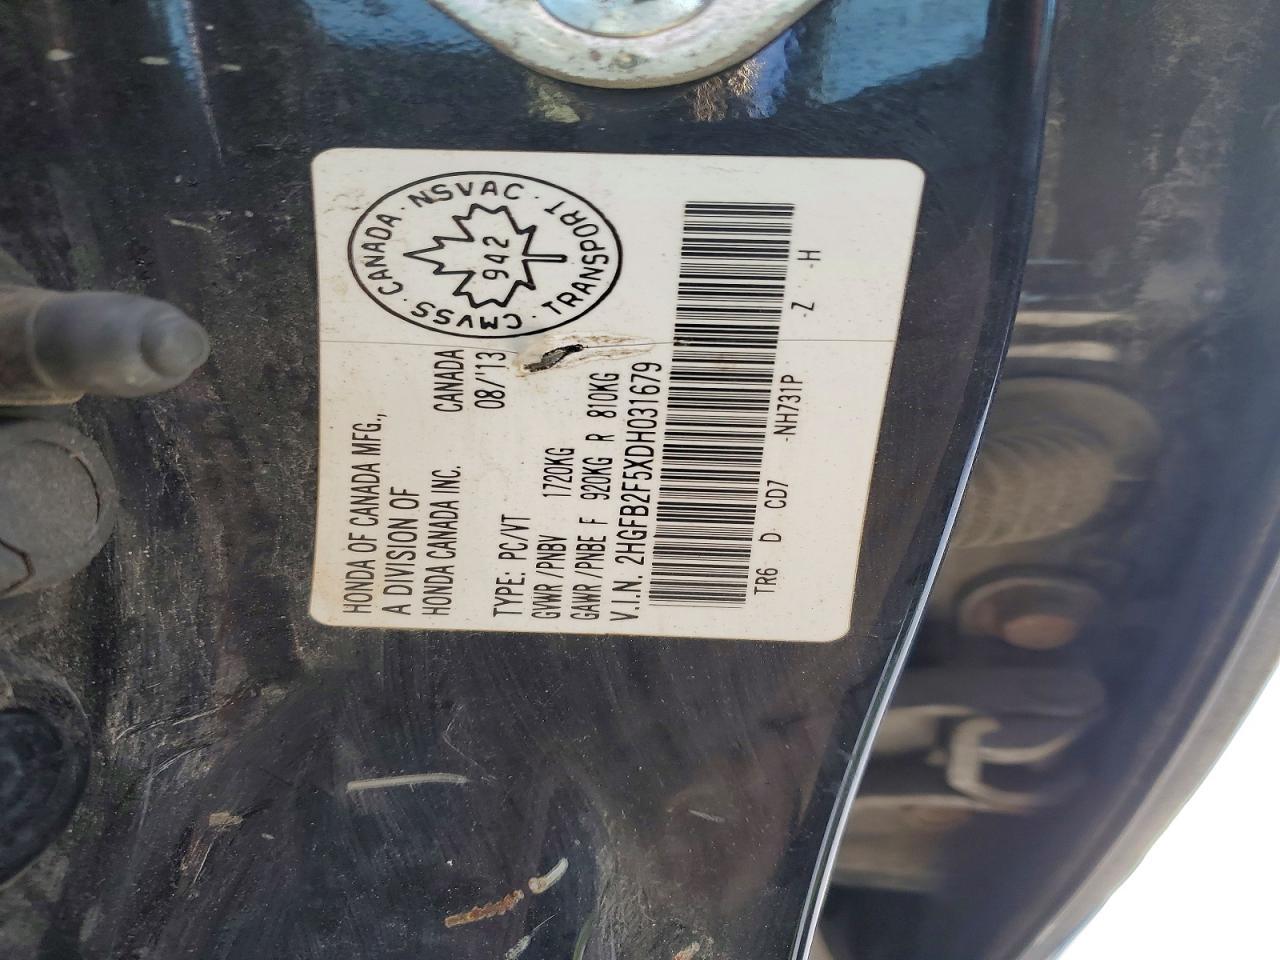 HONDA OF CANADA MFG.,
A DIVISION OF
HONDA CANADA INC.
CANADA
08/'13
CANADA · NSVAC · TRANSPORT · CMVSS ·
942
TYPE: PC/VT
GVWR /PNBV 1720KG
GAWR /PNBE F 920KG R 810KG
V.I.N. 2HGFB2F5XDH031679
TR6 D CD7 -NH731P -Z -H